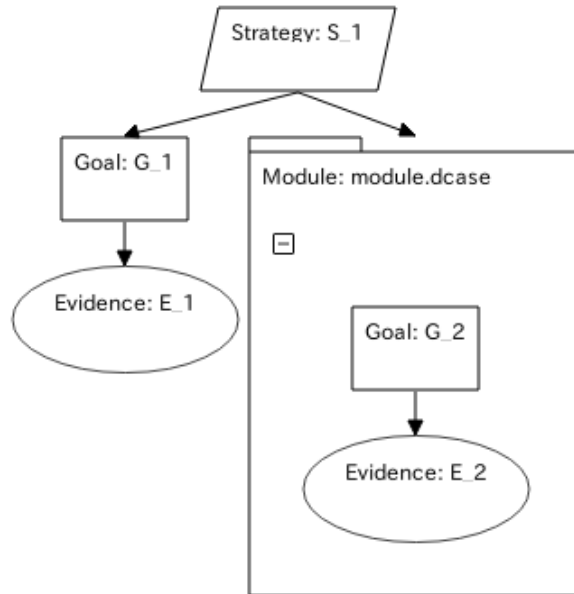 Strategy: S_1
Goal: G_1
Module: module.dcase
Evidence: E_1
Goal: G_2
Evidence: E_2